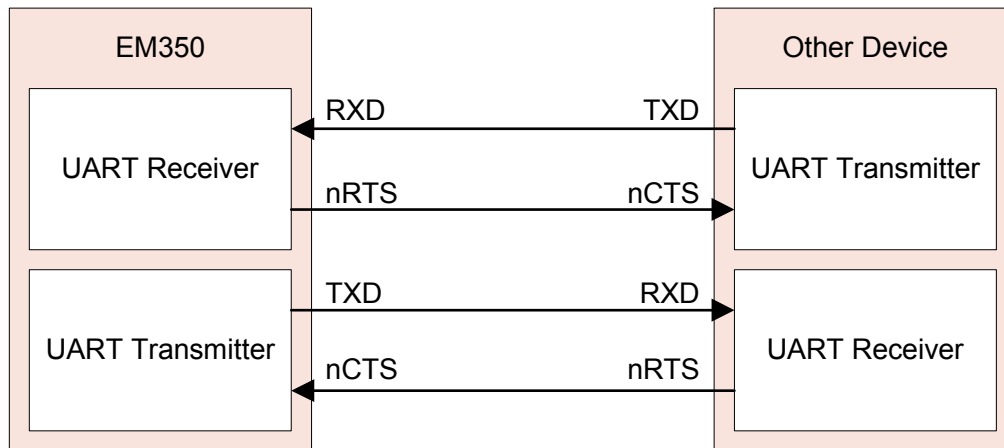 EM350
Other Device
RXD
TXD
UART Receiver
UART Transmitter
nRTS
nCTS
TXD
RXD
UART Transmitter
UART Receiver
nCTS
nRTS